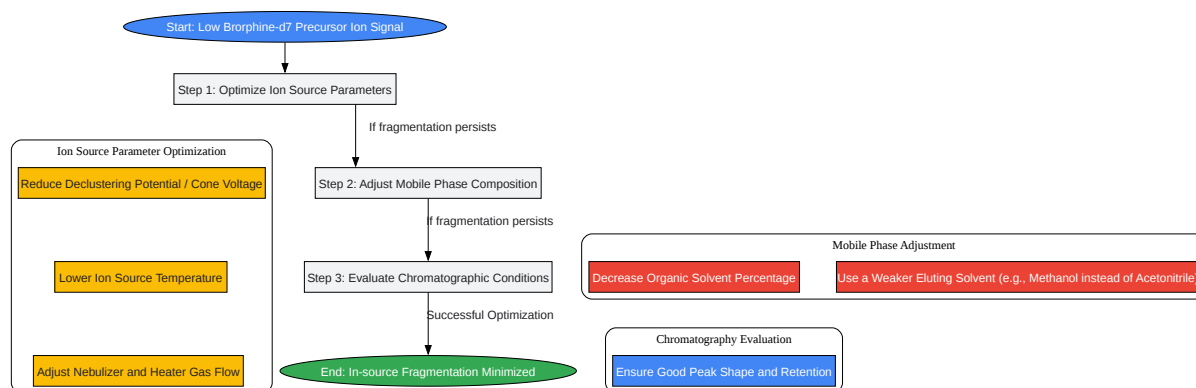 Start: Low Brorphine-d7 Precursor Ion Signal
Step 1: Optimize Ion Source Parameters
If fragmentation persists
Ion Source Parameter Optimization
Reduce Declustering Potential / Cone Voltage
Step 2: Adjust Mobile Phase Composition
If fragmentation persists
Mobile Phase Adjustment
Lower Ion Source Temperature
Step 3: Evaluate Chromatographic Conditions
Decrease Organic Solvent Percentage
Use a Weaker Eluting Solvent (e.g., Methanol instead of Acetonitrile)
Successful Optimization
Chromatography Evaluation
Adjust Nebulizer and Heater Gas Flow
End: In-source Fragmentation Minimized
Ensure Good Peak Shape and Retention